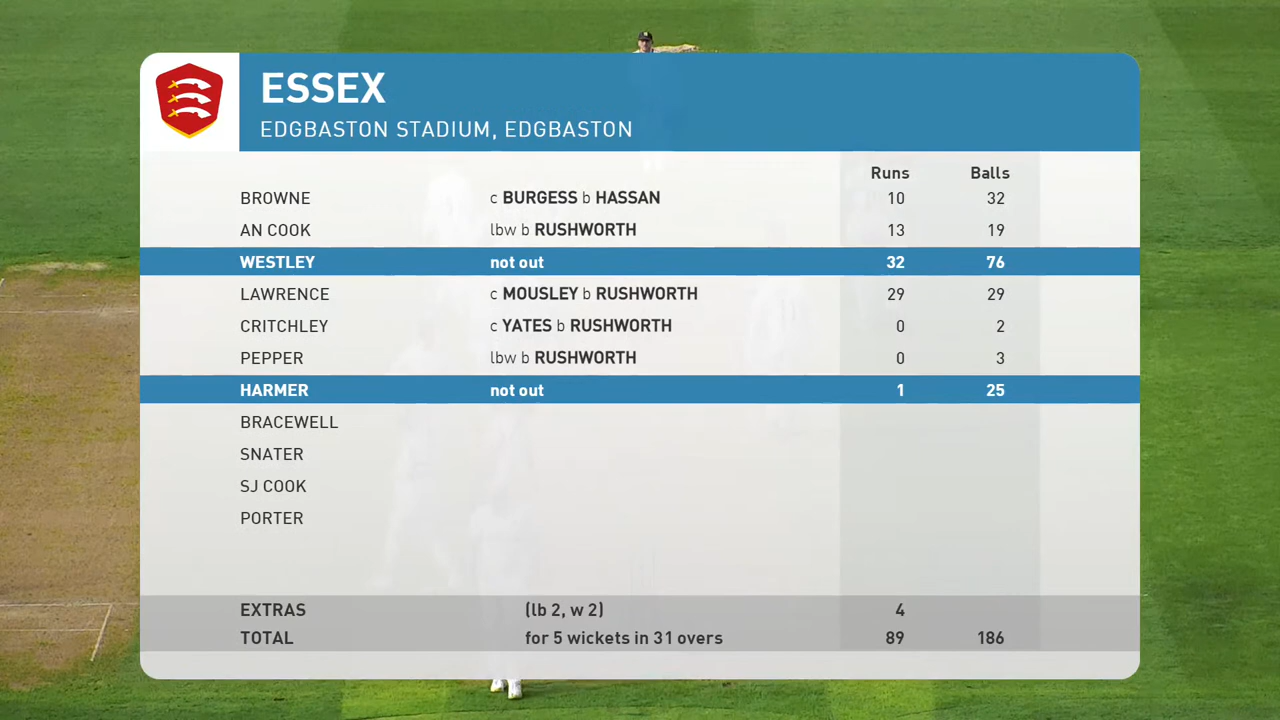 ESSEX
EDGBASTON STADIUM, EDGBASTON
Runs Balls
BROWNE c BURGESS b HASSAN 10 32
AN COOK lbw b RUSHWORTH 13 19
WESTLEY not out 32 76
LAWRENCE c MOUSLEY b RUSHWORTH 29 29
CRITCHLEY c YATES b RUSHWORTH 0 2
PEPPER lbw b RUSHWORTH 0 3
HARMER not out 1 25
BRACEWELL
SNATER
SJ COOK
PORTER
EXTRAS (lb 2, w 2) 4
TOTAL for 5 wickets in 31 overs 89 186